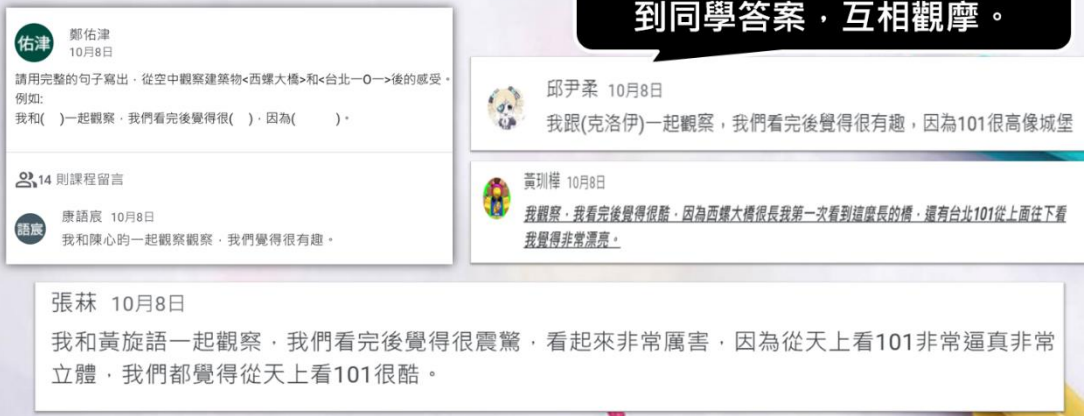 到同學答案，互相觀摩。
佑津
鄭佑津
10月8日
請用完整的句子寫出，從空中觀察建築物<西螺大橋>和<台北一O一>後的感受。
例如:
我和( )一起觀察，我們看完後覺得很( )，因為( )。
14 則課程留言
語宸
康語宸 10月8日
我和陳心昀一起觀察觀察，我們覺得很有趣。
邱尹柔 10月8日
我跟(克洛伊)一起觀察，我們看完後覺得很有趣，因為101很高像城堡
黃玔樺 10月8日
我觀察，我看完後覺得很酷，因為西螺大橋很長我第一次看到這麼長的橋，還有台北101從上面往下看
我覺得非常漂亮。
張菻 10月8日
我和黃旋語一起觀察，我們看完後覺得很震驚，看起來非常厲害，因為從天上看101非常逼真非常
立體，我們都覺得從天上看101很酷。